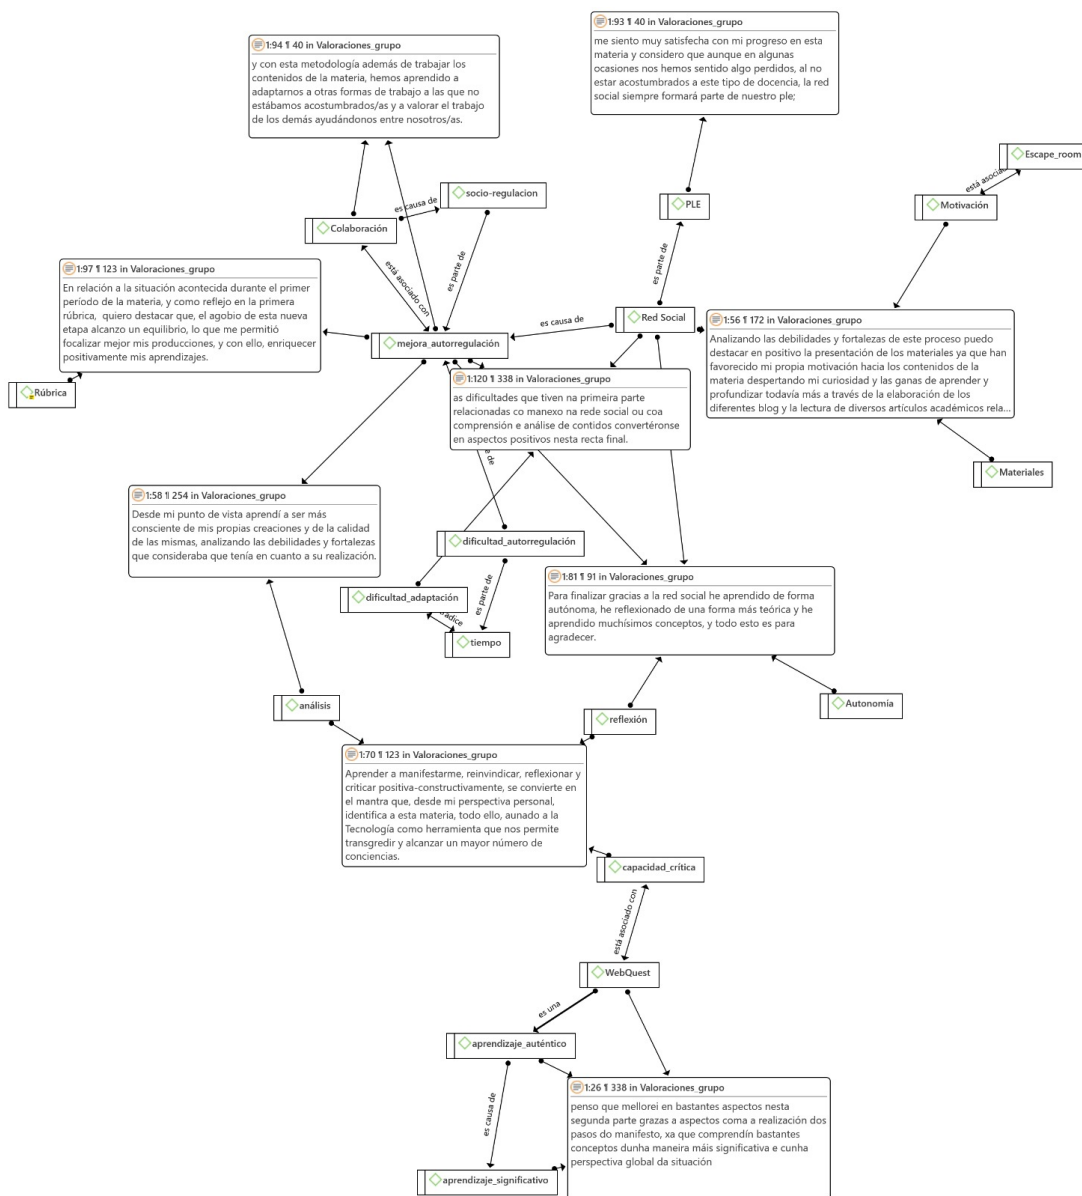 1:93 ¶ 40 in Valoraciones_grupo
me siento muy satisfecha con mi progreso en esta
materia y considero que aunque en algunas
ocasiones nos hemos sentido algo perdidos, al no
estar acostumbrados a este tipo de docencia, la red
social siempre formará parte de nuestro ple;
1:94 ¶ 40 in Valoraciones_grupo
y con esta metodología además de trabajar los
contenidos de la materia, hemos aprendido a
adaptarnos a otras formas de trabajo a las que no
estábamos acostumbrados/as y a valorar el trabajo
de los demás ayudándonos entre nosotros/as.
Escape_room
está asociado
Motivación
socio-regulacion
es causa de
PLE
Colaboración
es parte de
está asociado con
es parte de
1:97 ¶ 123 in Valoraciones_grupo
En relación a la situación acontecida durante el primer
período de la materia, y como reflejo en la primera
rúbrica, quiero destacar que, el agobio de esta nueva
etapa alcanzo un equilibrio, lo que me permitió
focalizar mejor mis producciones, y con ello, enriquecer
positivamente mis aprendizajes.
Rúbrica
es causa de
Red Social
mejora_autorregulación
1:56 ¶ 172 in Valoraciones_grupo
Analizando las debilidades y fortalezas de este proceso puedo
destacar en positivo la presentación de los materiales ya que han
favorecido mi propia motivación hacia los contenidos de la
materia despertando mi curiosidad y las ganas de aprender y
profundizar todavía más a través de la elaboración de los
diferentes blog y la lectura de diversos artículos académicos rela...
1:120 ¶ 338 in Valoraciones_grupo
as dificultades que tiven na primeira parte
relacionadas co manexo na rede social ou coa
comprensión e análise de contidos convertéronse
en aspectos positivos nesta recta final.
de
Materiales
1:58 ¶ 254 in Valoraciones_grupo
Desde mi punto de vista aprendí a ser más
consciente de mis propias creaciones y de la calidad
de las mismas, analizando las debilidades y fortalezas
que consideraba que tenía en cuanto a su realización.
dificultad_autorregulación
es parte de
dificultad_adaptación
tiempo
1:81 ¶ 91 in Valoraciones_grupo
Para finalizar gracias a la red social he aprendido de forma
autónoma, he reflexionado de una forma más teórica y he
aprendido muchísimos conceptos, y todo esto es para
agradecer.
análisis
reflexión
Autonomía
1:70 ¶ 123 in Valoraciones_grupo
Aprender a manifestarme, reinvindicar, reflexionar y
criticar positiva-constructivamente, se convierte en
el mantra que, desde mi perspectiva personal,
identifica a esta materia, todo ello, aunado a la
Tecnología como herramienta que nos permite
transgredir y alcanzar un mayor número de
conciencias.
capacidad_crítica
está asociado con
WebQuest
es una
aprendizaje_auténtico
es causa de
1:26 ¶ 338 in Valoraciones_grupo
penso que mellorei en bastantes aspectos nesta
segunda parte grazas a aspectos coma a realización dos
pasos do manifesto, xa que comprendín bastantes
conceptos dunha maneira máis significativa e cunha
perspectiva global da situación
aprendizaje_significativo